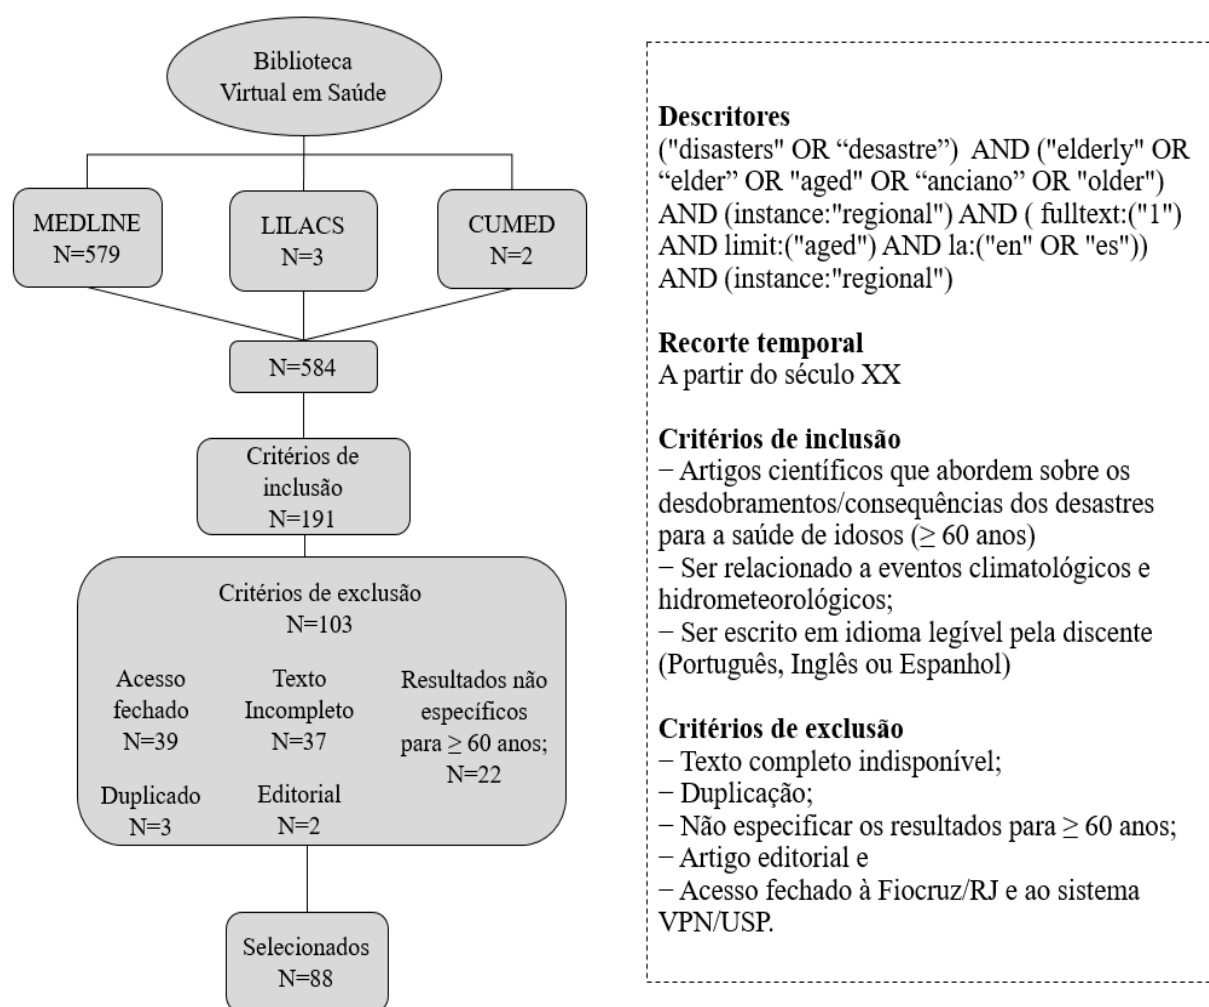 Biblioteca
Virtual em Saúde
MEDLINE
N=579
LILACS
N=3
CUMED
N=2
N=584
Critérios de
inclusão
N=191
Critérios de exclusão
N=103
Acesso
fechado
N=39
Texto
Incompleto
N=37
Resultados não
específicos
para ≥ 60 anos;
N=22
Duplicado
N=3
Editorial
N=2
Selecionados
N=88
Descritores
("disasters" OR “desastre”) AND ("elderly" OR
“elder” OR "aged" OR “anciano” OR "older")
AND (instance:"regional") AND ( fulltext:("1")
AND limit:("aged") AND la:("en" OR "es"))
AND (instance:"regional")
Recorte temporal
A partir do século XX
Critérios de inclusão
− Artigos científicos que abordem sobre os
desdobramentos/consequências dos desastres
para a saúde de idosos (≥ 60 anos)
− Ser relacionado a eventos climatológicos e
hidrometeorológicos;
− Ser escrito em idioma legível pela discente
(Português, Inglês ou Espanhol)
Critérios de exclusão
− Texto completo indisponível;
− Duplicação;
− Não especificar os resultados para ≥ 60 anos;
− Artigo editorial e
− Acesso fechado à Fiocruz/RJ e ao sistema
VPN/USP.